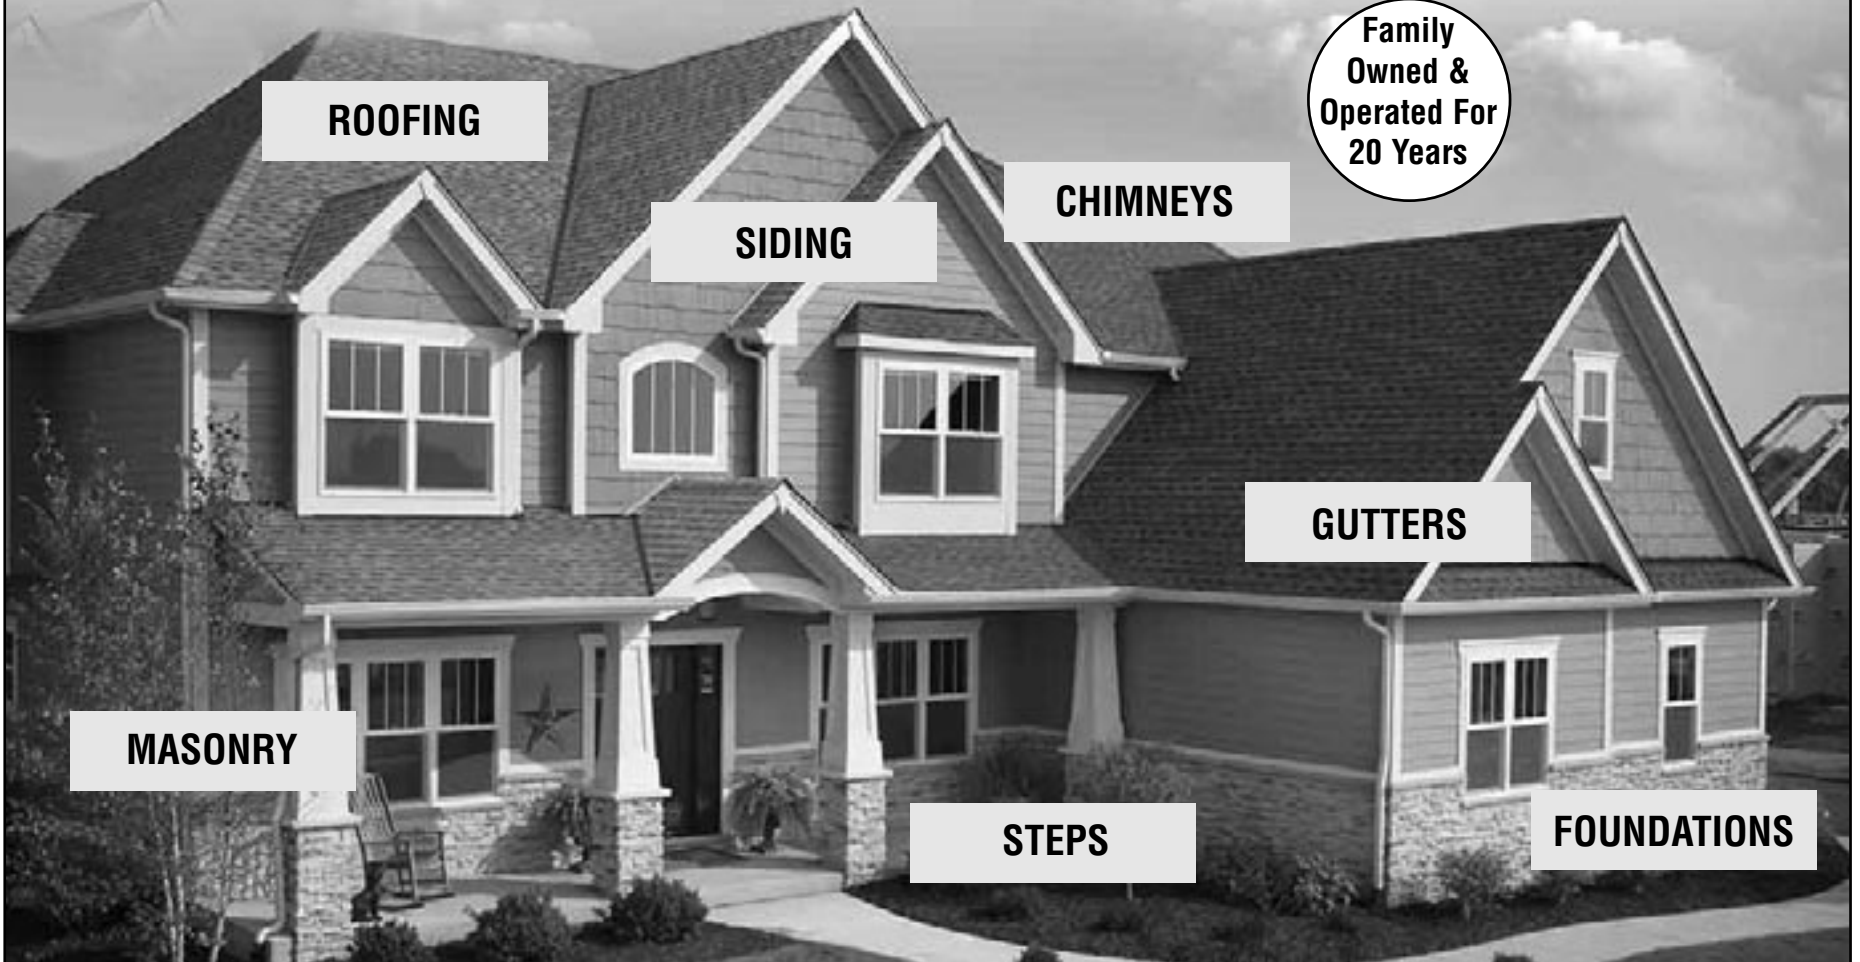 Family
Owned &
Operated For
20 Years
ROOFING
CHIMNEYS
SIDING
GUTTERS
MASONRY
STEPS
FOUNDATIONS